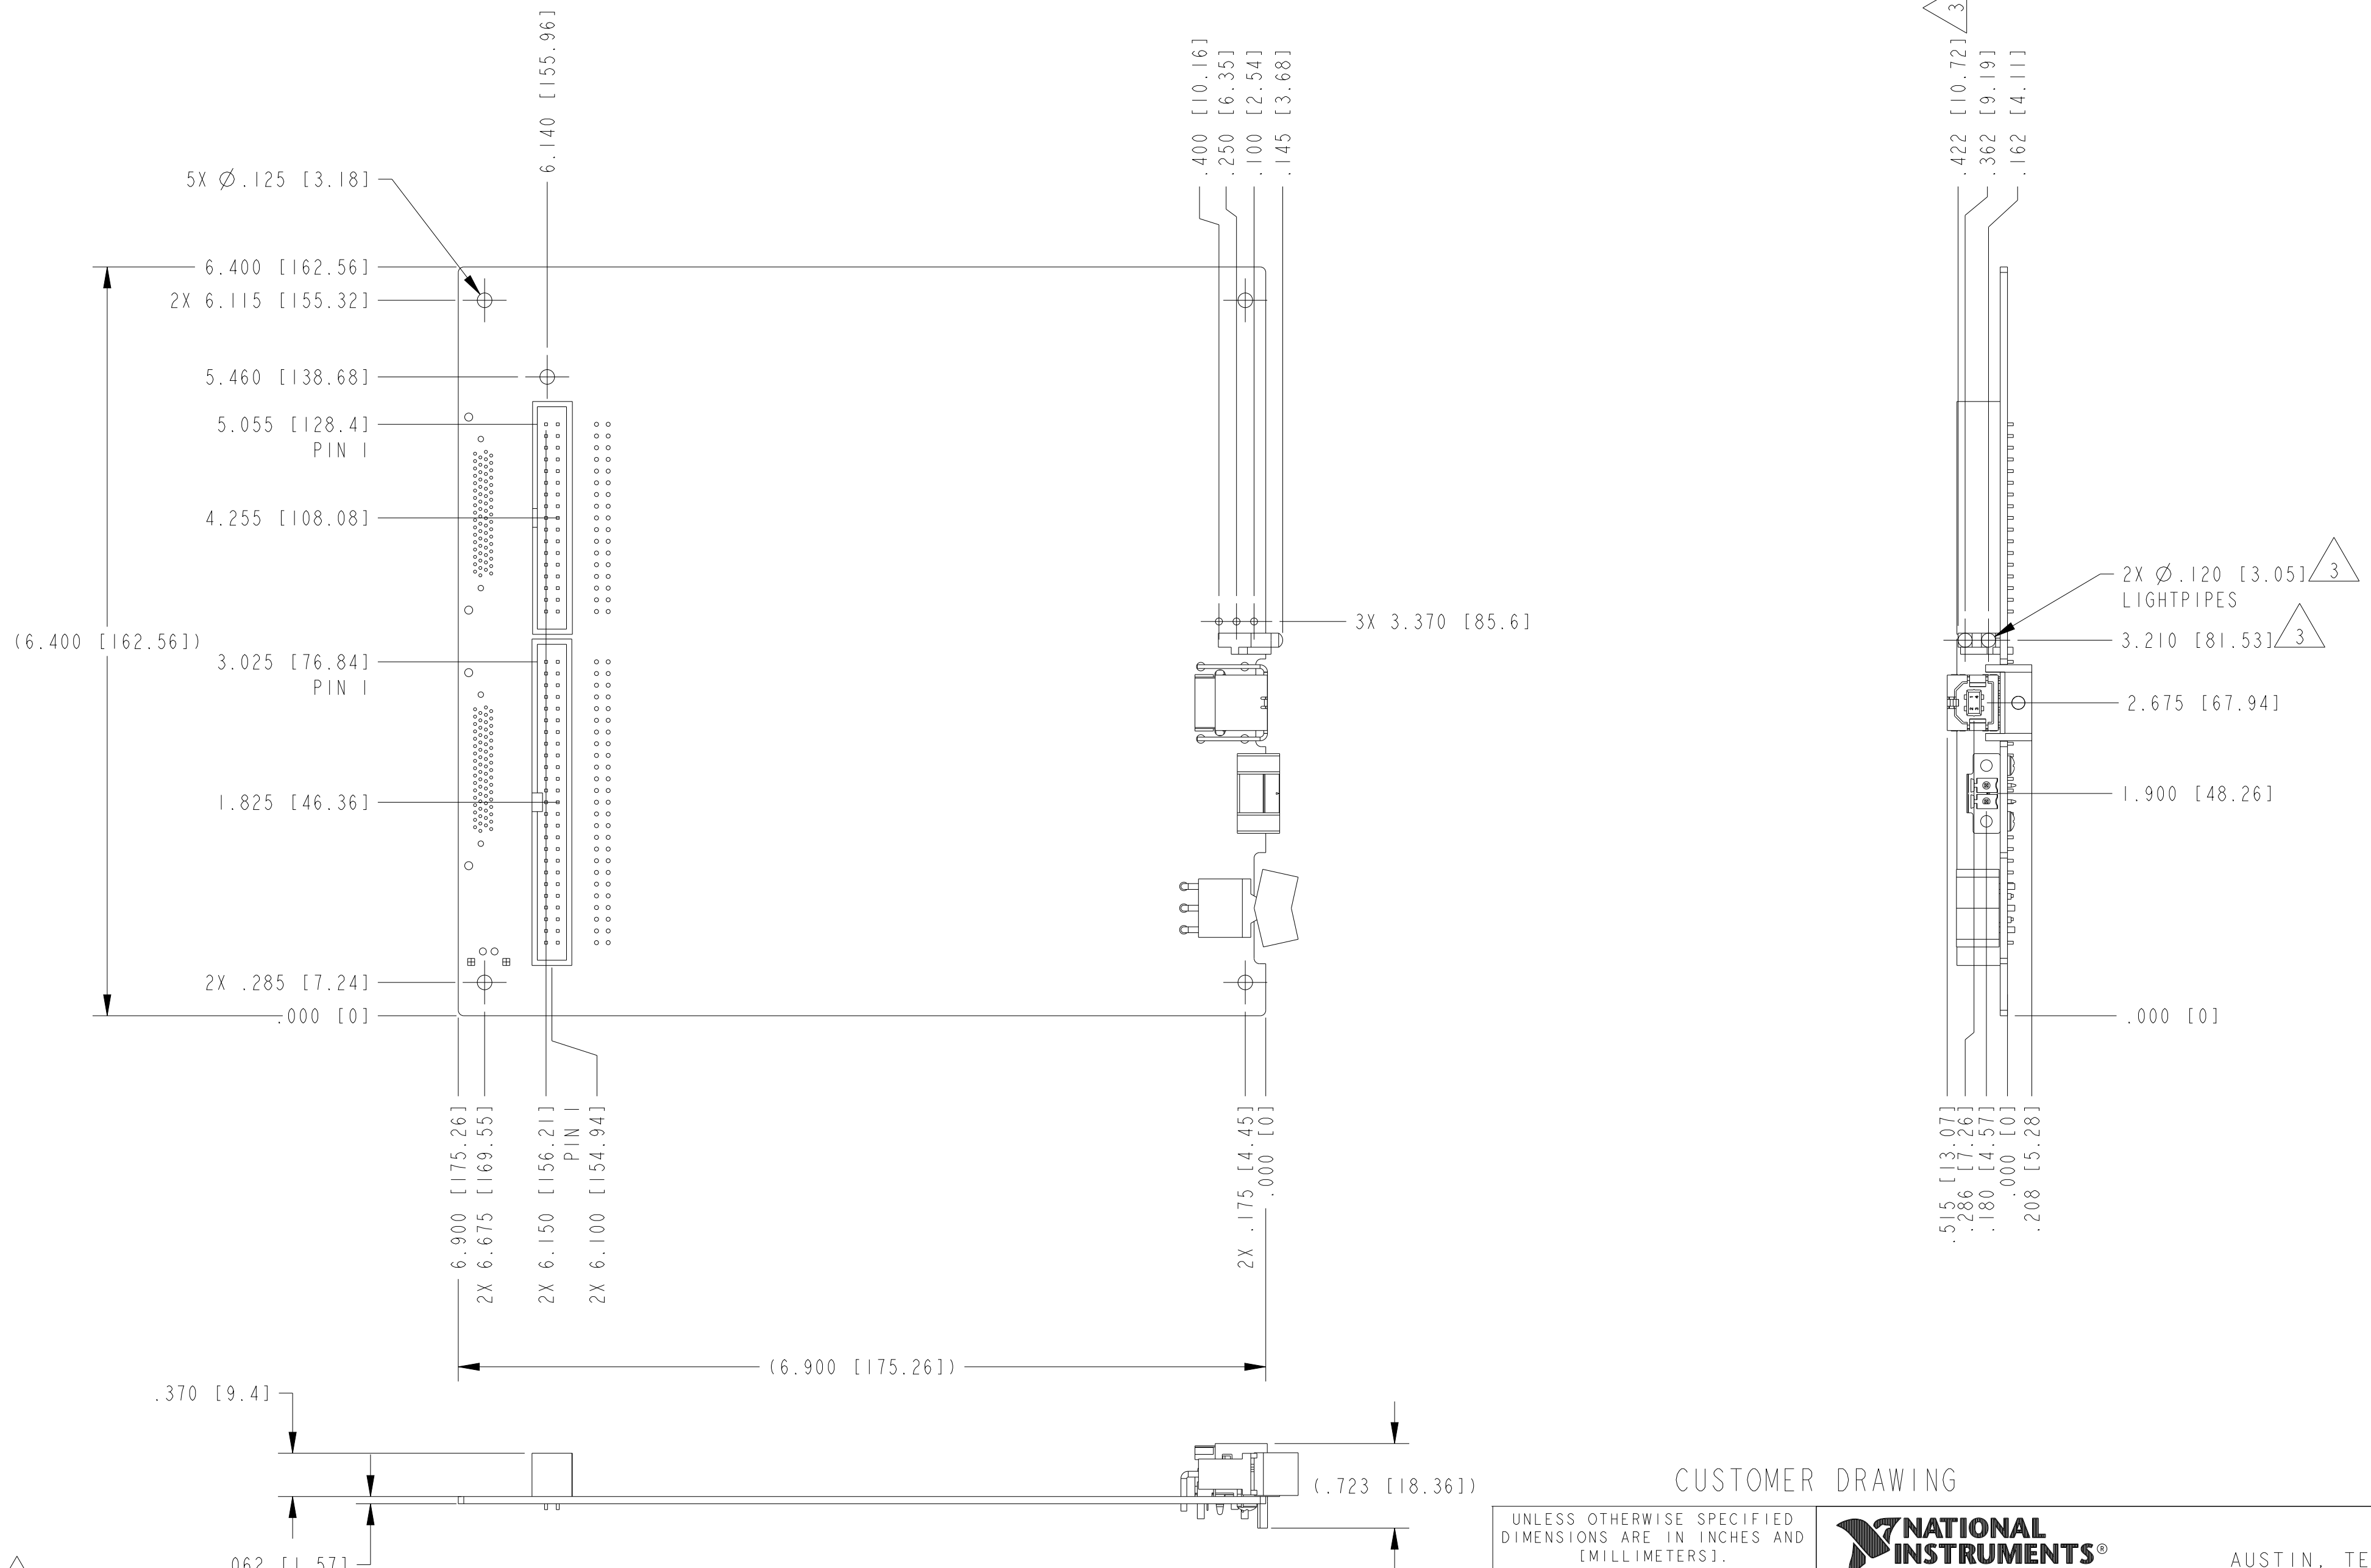 6.140 [155.96]
.400 [10.16]
.250 [6.35]
.100 [2.54]
.145 [3.68]
3
.422 [10.72]
.362 [9.19]
.162 [4.11]
5X Ø.125 [3.18]
6.400 [162.56]
2X 6.115 [155.32]
5.460 [138.68]
5.055 [128.4]
PIN 1
4.255 [108.08]
2X Ø.120 [3.05] 3
LIGHTPIPES
3X 3.370 [85.6]
(6.400 [162.56])
3.210 [81.53] 3
3.025 [76.84]
PIN 1
2.675 [67.94]
1.825 [46.36]
1.900 [48.26]
2X .285 [7.24]
.000 [0]
.000 [0]
6.900 [175.26]
2X 6.675 [169.55]
2X 6.150 [156.21]
PIN 1
2X 6.100 [154.94]
2X .175 [4.45]
.000 [0]
.515 [13.07]
.286 [7.26]
.180 [4.57]
.000 [0]
.208 [5.28]
(6.900 [175.26])
.370 [9.4]
(.723 [18.36])
.062 [1.57]
CUSTOMER DRAWING
UNLESS OTHERWISE SPECIFIED
DIMENSIONS ARE IN INCHES AND
[MILLIMETERS].
NATIONAL
INSTRUMENTS®
AUSTIN, TE